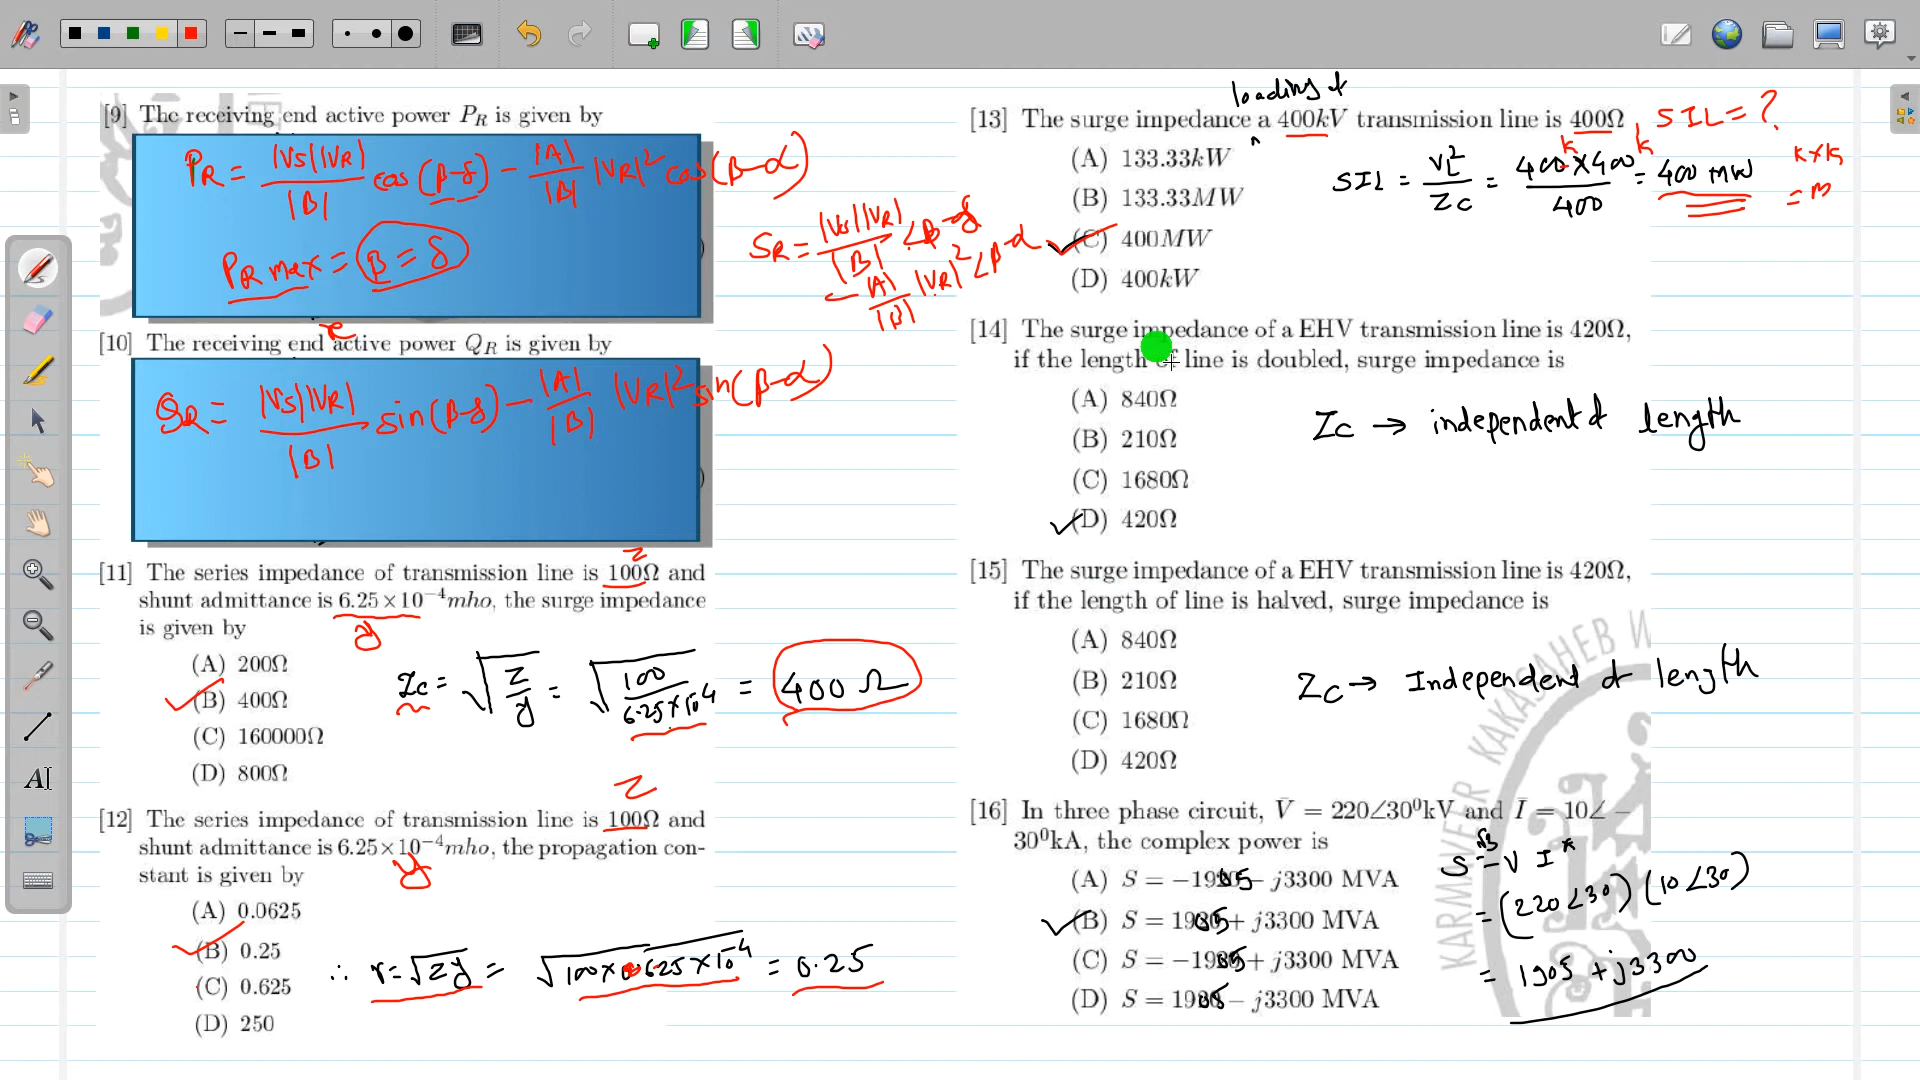 [9] The receiving end active power P_R is given by
P_R = |Vs||VR| / |B| cos(β-δ) - |A| / |B| |VR|² cos(β-α)
P_R max = β = δ
S_R = |Vs||VR| / |B| ∠β-δ
- |A| / |B| |VR|² ∠β-α
[10] The receiving end active power Q_R is given by
re
Q_R = |Vs||VR| / |B| sin(β-δ) - |A| / |B| |VR|² sin(β-α)
[11] The series impedance of transmission line is 100Ω and
shunt admittance is 6.25×10⁻⁴mho, the surge impedance
is given by
z
y
(A) 200Ω
(B) 400Ω
(C) 160000Ω
(D) 800Ω
Zc = √(Z/y) = √(100 / 6.25×10⁻⁴) = 400 Ω
[12] The series impedance of transmission line is 100Ω and
shunt admittance is 6.25×10⁻⁴mho, the propagation con-
stant is given by
z
y
(A) 0.0625
(B) 0.25
(C) 0.625
(D) 250
∴ r = √zy = √100×6.25×10⁻⁴ = 0.25
loading of
[13] The surge impedance a 400kV transmission line is 400Ω
SIL = ?
(A) 133.33kW
(B) 133.33MW
(C) 400MW
(D) 400kW
SIL = V_L² / Zc = 400×400 / 400 = 400 MW
k k
k×k
= M
[14] The surge impedance of a EHV transmission line is 420Ω,
if the length of line is doubled, surge impedance is
(A) 840Ω
(B) 210Ω
(C) 1680Ω
(D) 420Ω
Zc → independent of length
[15] The surge impedance of a EHV transmission line is 420Ω,
if the length of line is halved, surge impedance is
(A) 840Ω
(B) 210Ω
(C) 1680Ω
(D) 420Ω
Zc → Independent of length
[16] In three phase circuit, V̄ = 220∠30⁰kV and Ī = 10∠ −
30⁰kA, the complex power is
(A) S = −1905 − j3300 MVA
(B) S = 1905 + j3300 MVA
(C) S = −1905 + j3300 MVA
(D) S = 1905 − j3300 MVA
S = √3 V I*
= (220∠30) (10∠30)
= 1905 + j3300
KARMVEER KAKASAHEB W